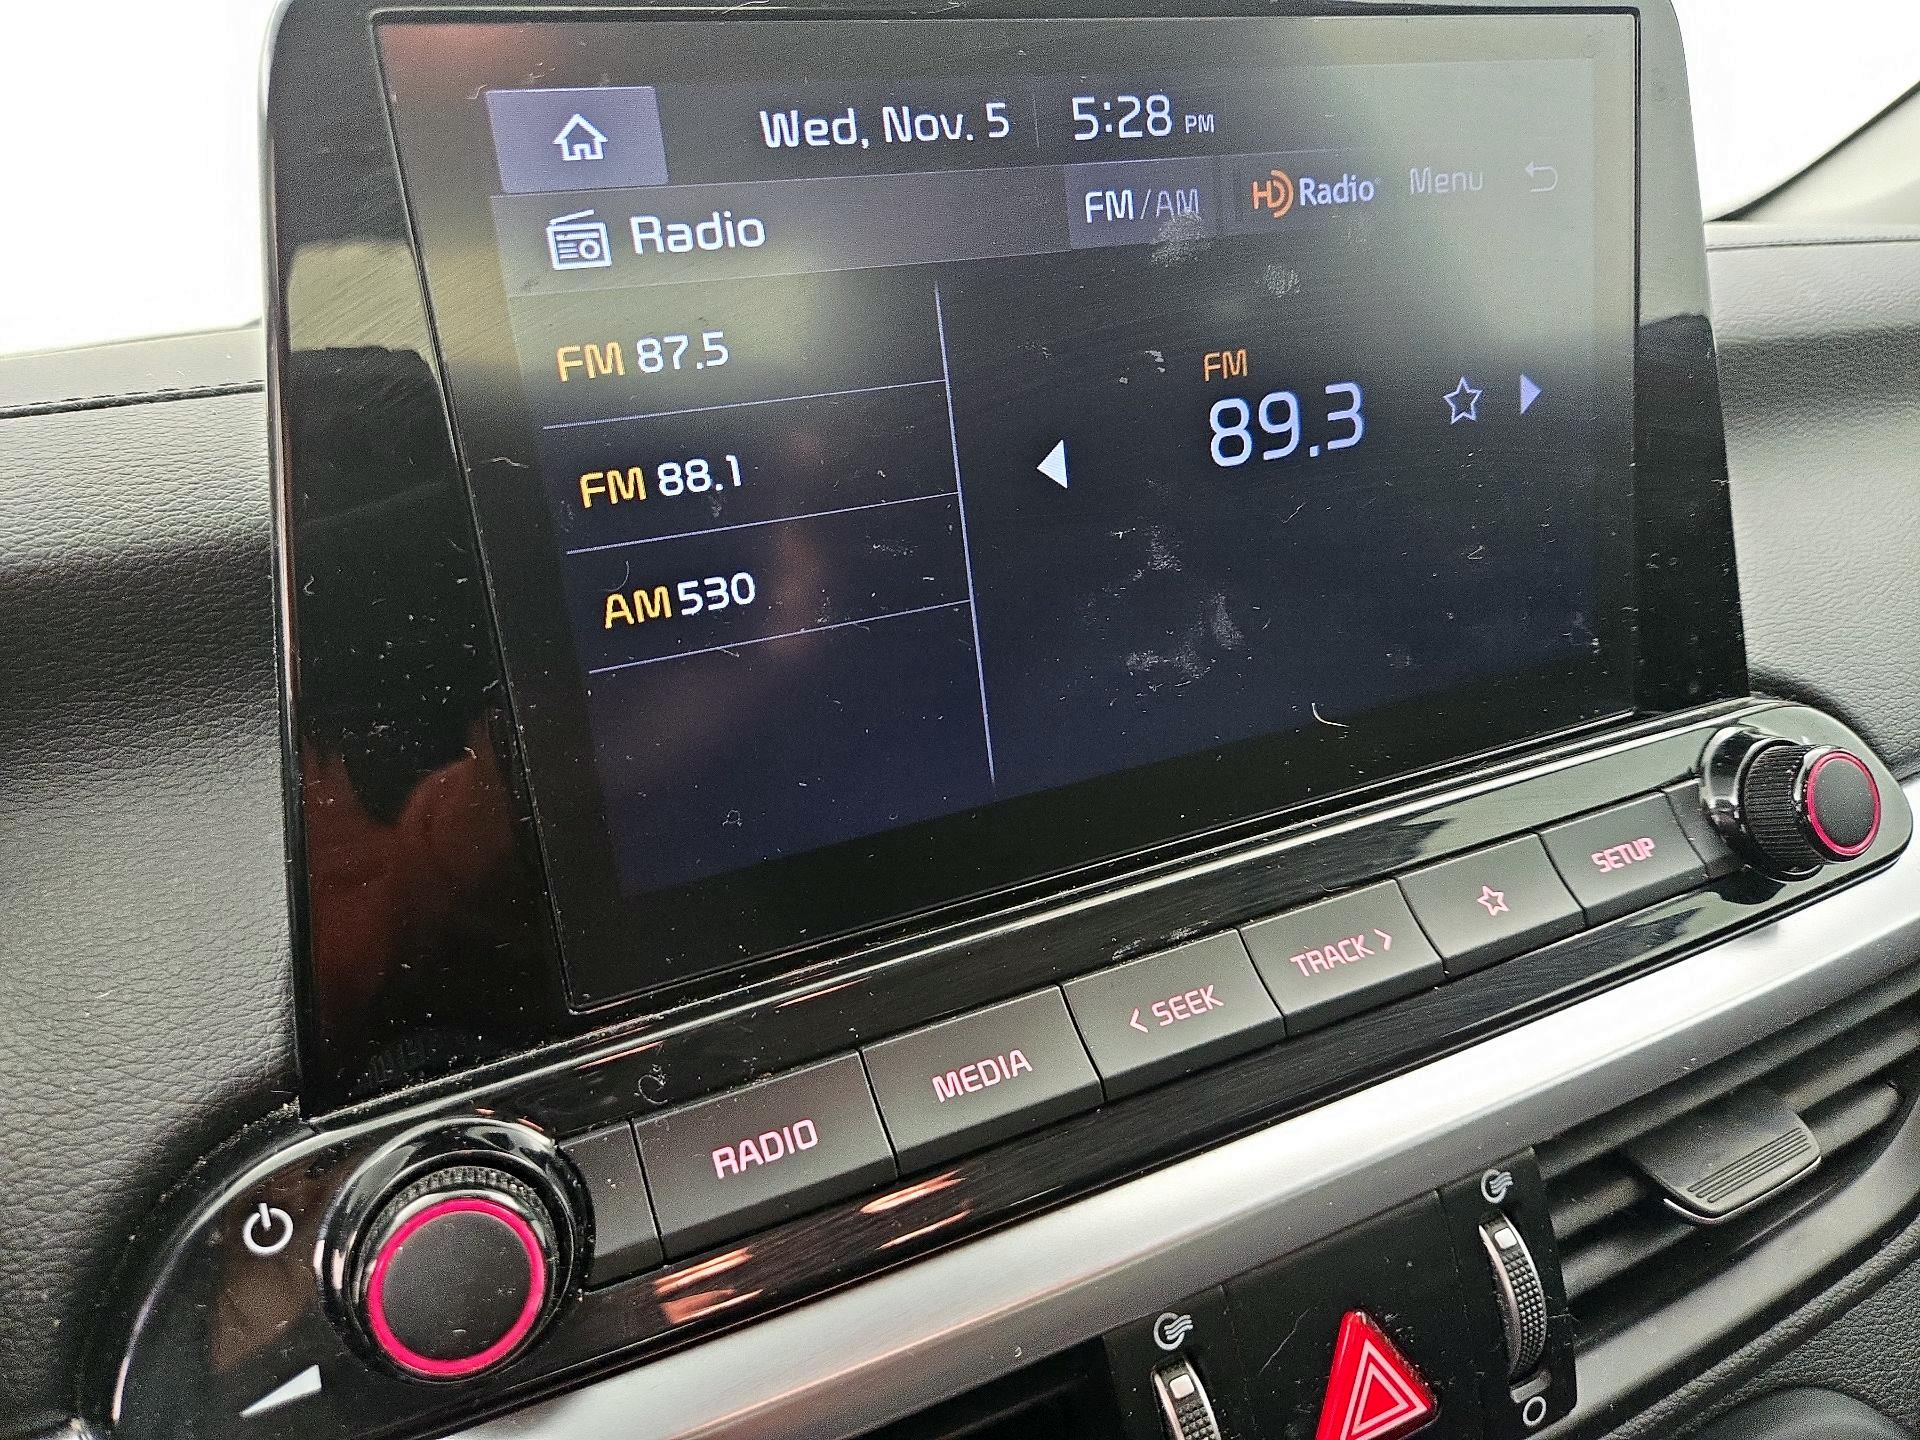 Wed, Nov. 5 5:28 PM
Radio FM/AM HD Radio Menu
FM 87.5
FM 88.1
AM 530
FM
89.3
RADIO MEDIA < SEEK TRACK > SETUP